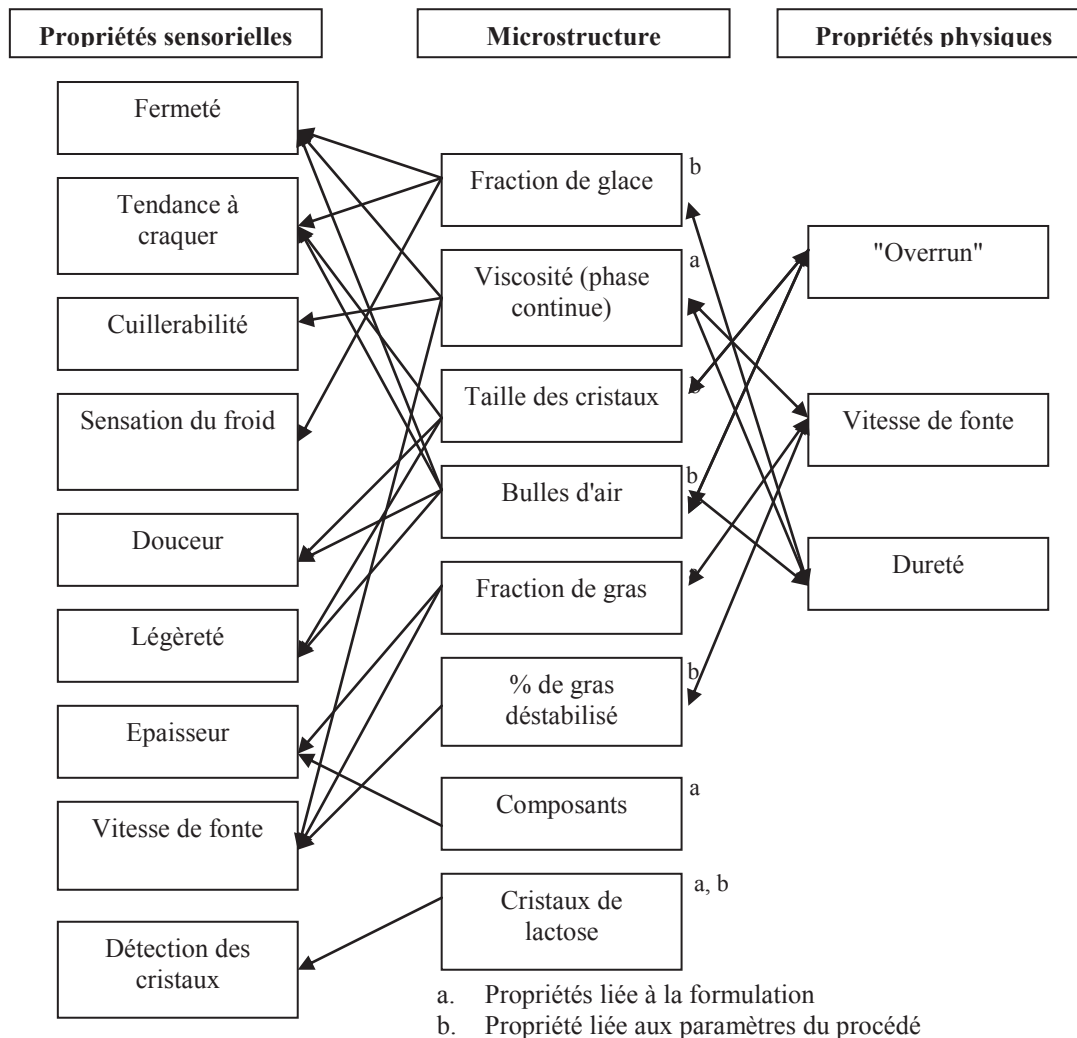 Propriétés sensorielles
Microstructure
Propriétés physiques
Fermeté
Tendance à
craquer
Cuillerabilité
Sensation du froid
Douceur
Légèreté
Epaisseur
Vitesse de fonte
Détection des
cristaux
Fraction de glace
b
Viscosité (phase
continue)
a
Taille des cristaux
b
Bulles d'air
b
Fraction de gras
% de gras
déstabilisé
b
Composants
a
Cristaux de
lactose
a, b
"Overrun"
Vitesse de fonte
Dureté
a. Propriétés liée à la formulation
b. Propriété liée aux paramètres du procédé